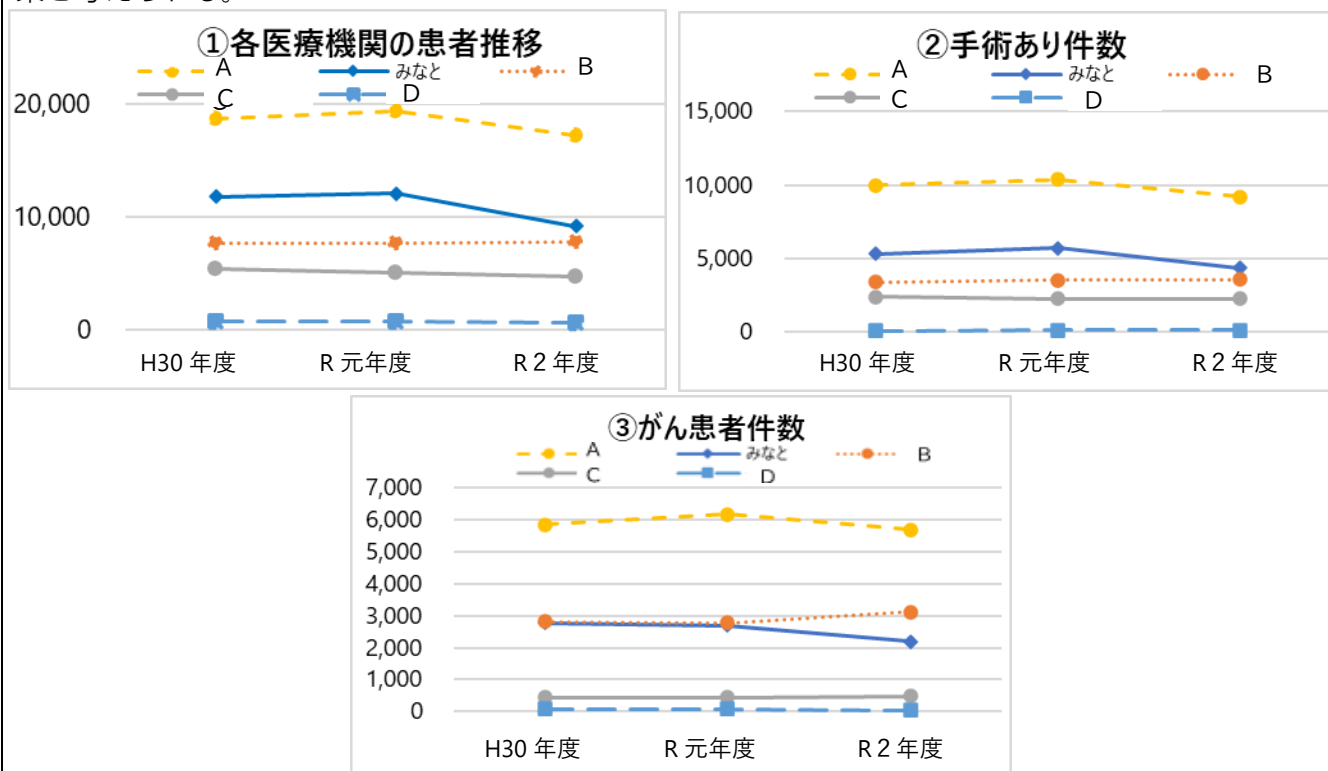 ①各医療機関の患者推移
A みなと B
C D
20,000
10,000
0
H30 年度 R 元年度 R 2 年度
②手術あり件数
A みなと B
C D
15,000
10,000
5,000
0
H30 年度 R 元年度 R 2 年度
③がん患者件数
A みなと B
C D
7,000
6,000
5,000
4,000
3,000
2,000
1,000
0
H30 年度 R 元年度 R 2 年度